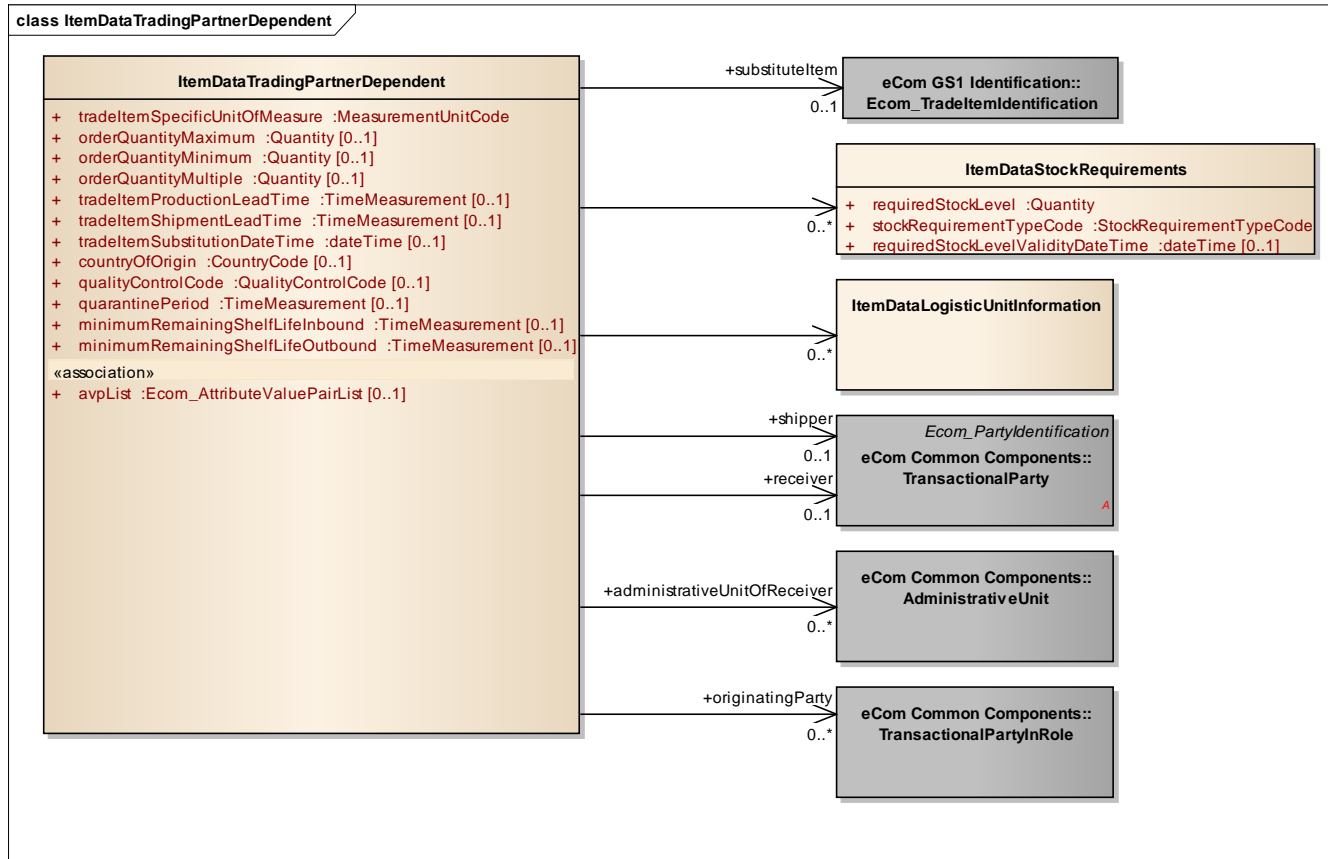 class ItemDataTradingPartnerDependent
ItemDataTradingPartnerDependent
+ tradeItemSpecificUnitOfMeasure :MeasurementUnitCode
+ orderQuantityMaximum :Quantity [0..1]
+ orderQuantityMinimum :Quantity [0..1]
+ orderQuantityMultiple :Quantity [0..1]
+ tradeItemProductionLeadTime :TimeMeasurement [0..1]
+ tradeItemShipmentLeadTime :TimeMeasurement [0..1]
+ tradeItemSubstitutionDateTime :dateTime [0..1]
+ countryOfOrigin :CountryCode [0..1]
+ qualityControlCode :QualityControlCode [0..1]
+ quarantinePeriod :TimeMeasurement [0..1]
+ minimumRemainingShelfLifeInbound :TimeMeasurement [0..1]
+ minimumRemainingShelfLifeOutbound :TimeMeasurement [0..1]
«association»
+ avpList :Ecom_AttributeValuePairList [0..1]
+substituteItem
0..1
eCom GS1 Identification::
Ecom_TradeItemIdentification
0..*
ItemDataStockRequirements
+ requiredStockLevel :Quantity
+ stockRequirementTypeCode :StockRequirementTypeCode
+ requiredStockLevelValidityDateTime :dateTime [0..1]
0..*
ItemDataLogisticUnitInformation
+shipper
0..1
+receiver
0..1
Ecom_PartyIdentification
eCom Common Components::
TransactionalParty
A
+administrativeUnitOfReceiver
0..*
eCom Common Components::
AdministrativeUnit
+originatingParty
0..*
eCom Common Components::
TransactionalPartyInRole